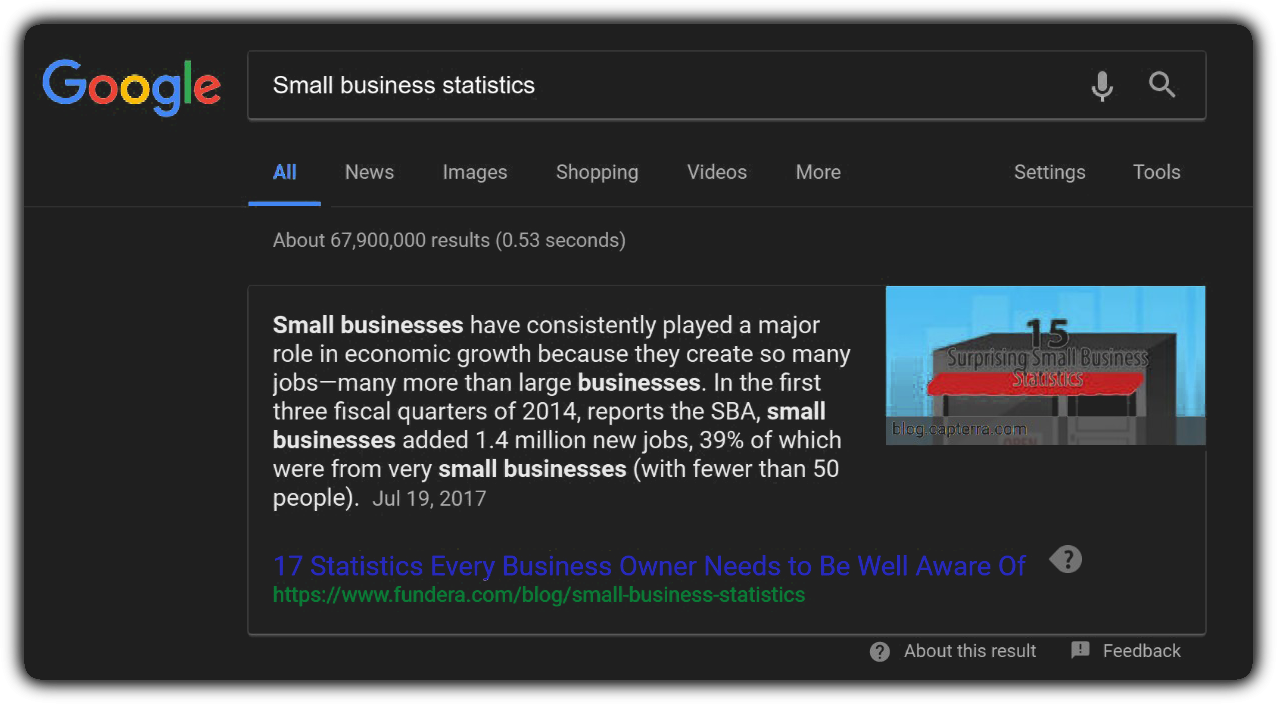 Google
Small business statistics
All News Images Shopping Videos More Settings Tools
About 67,900,000 results (0.53 seconds)
Small businesses have consistently played a major
role in economic growth because they create so many
jobs—many more than large businesses. In the first
three fiscal quarters of 2014, reports the SBA, small
businesses added 1.4 million new jobs, 39% of which
were from very small businesses (with fewer than 50
people). Jul 19, 2017
15
Surprising Small Business
Statistics
OPEN
blog.capterra.com
17 Statistics Every Business Owner Needs to Be Well Aware Of ?
https://www.fundera.com/blog/small-business-statistics
? About this result ! Feedback